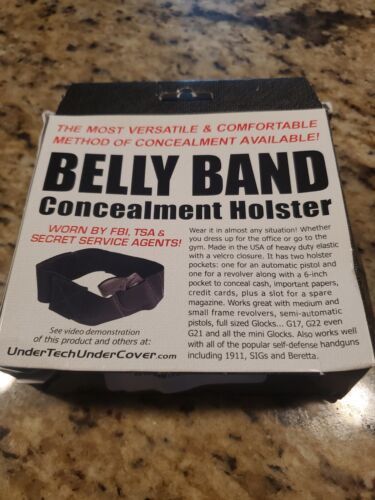 THE MOST VERSATILE & COMFORTABLE
METHOD OF CONCEALMENT AVAILABLE!
BELLY BAND
Concealment Holster
WORN BY FBI, TSA &
SECRET SERVICE AGENTS!
See video demonstration
of this product and others at:
UnderTechUnderCover.com
Wear it in almost any situation! Whether
you dress up for the office or go to the
gym. Made in the USA of heavy duty elastic
with a velcro closure. It has two holster
pockets: one for an automatic pistol and
one for a revolver along with a 6-inch
pocket to conceal cash, important papers,
credit cards, plus a slot for a spare
magazine. Works great with medium and
small frame revolvers, semi-automatic
pistols, full sized Glocks... G17, G22 even
G21 and all the mini Glocks. Also works well
with all of the popular self-defense handguns
including 1911, SIGs and Beretta.